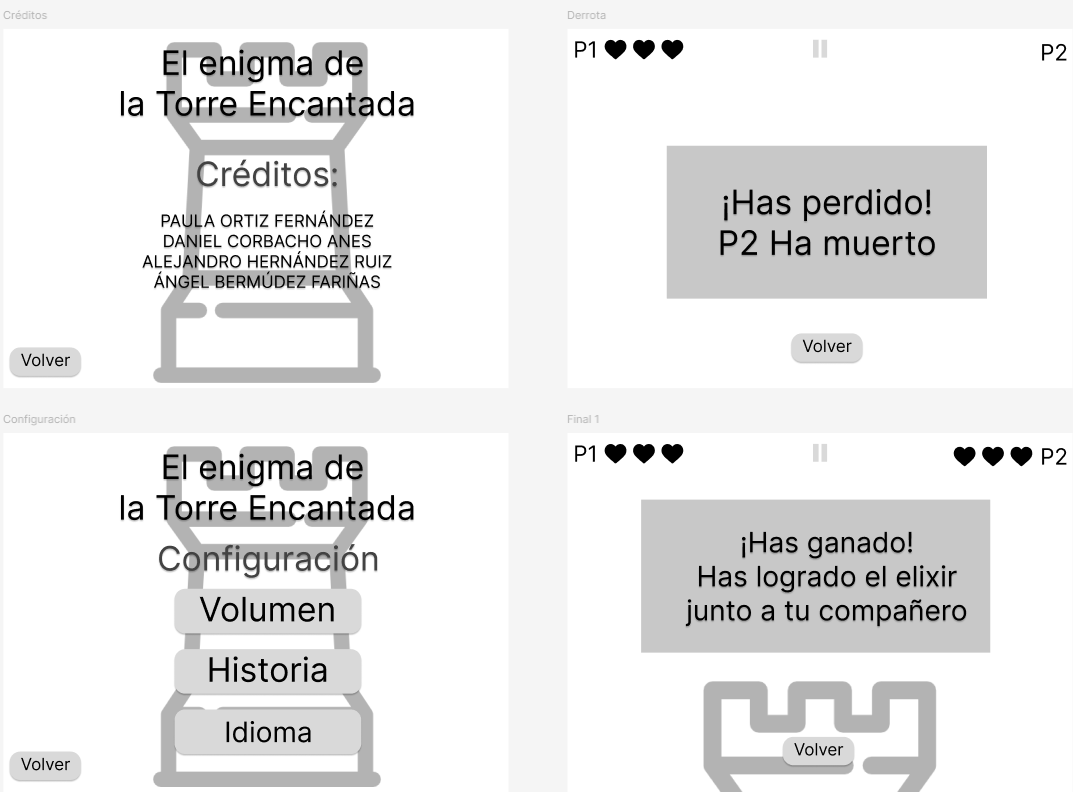 Créditos
El enigma de
la Torre Encantada
Créditos:
PAULA ORTIZ FERNÁNDEZ
DANIEL CORBACHO ANES
ALEJANDRO HERNÁNDEZ RUIZ
ÁNGEL BERMÚDEZ FARIÑAS
Volver
Derrota
P1
P2
¡Has perdido!
P2 Ha muerto
Volver
Configuración
El enigma de
la Torre Encantada
Configuración
Volumen
Historia
Idioma
Volver
Final 1
P1
P2
¡Has ganado!
Has logrado el elixir
junto a tu compañero
Volver